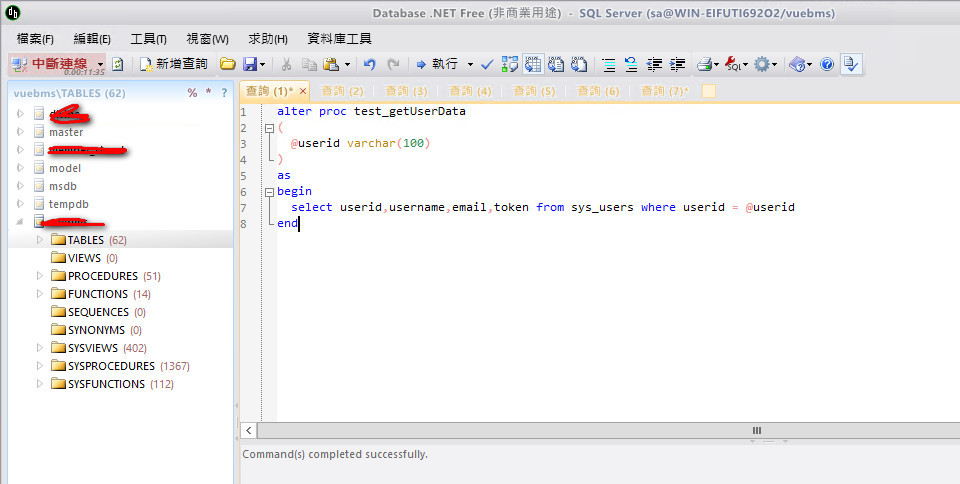 Database .NET Free (非商業用途) - SQL Server (sa@WIN-EIFUTI692O2/vuebms)
檔案(F) 編輯(E) 工具(T) 視窗(W) 求助(H) 資料庫工具
中斷連線 新增查詢 執行 SQL
0.00:11:35
vuebms\TABLES (62) % * ?
查詢 (1)* × 查詢 (2) 查詢 (3) 查詢 (4) 查詢 (5) 查詢 (6) 查詢 (7)*
master
model
msdb
tempdb
TABLES (62)
VIEWS (0)
PROCEDURES (51)
FUNCTIONS (14)
SEQUENCES (0)
SYNONYMS (0)
SYSVIEWS (402)
SYSPROCEDURES (1367)
SYSFUNCTIONS (112)
1 alter proc test_getUserData
2 (
3 @userid varchar(100)
4 )
5 as
6 begin
7 select userid,username,email,token from sys_users where userid = @userid
8 end
Command(s) completed successfully.